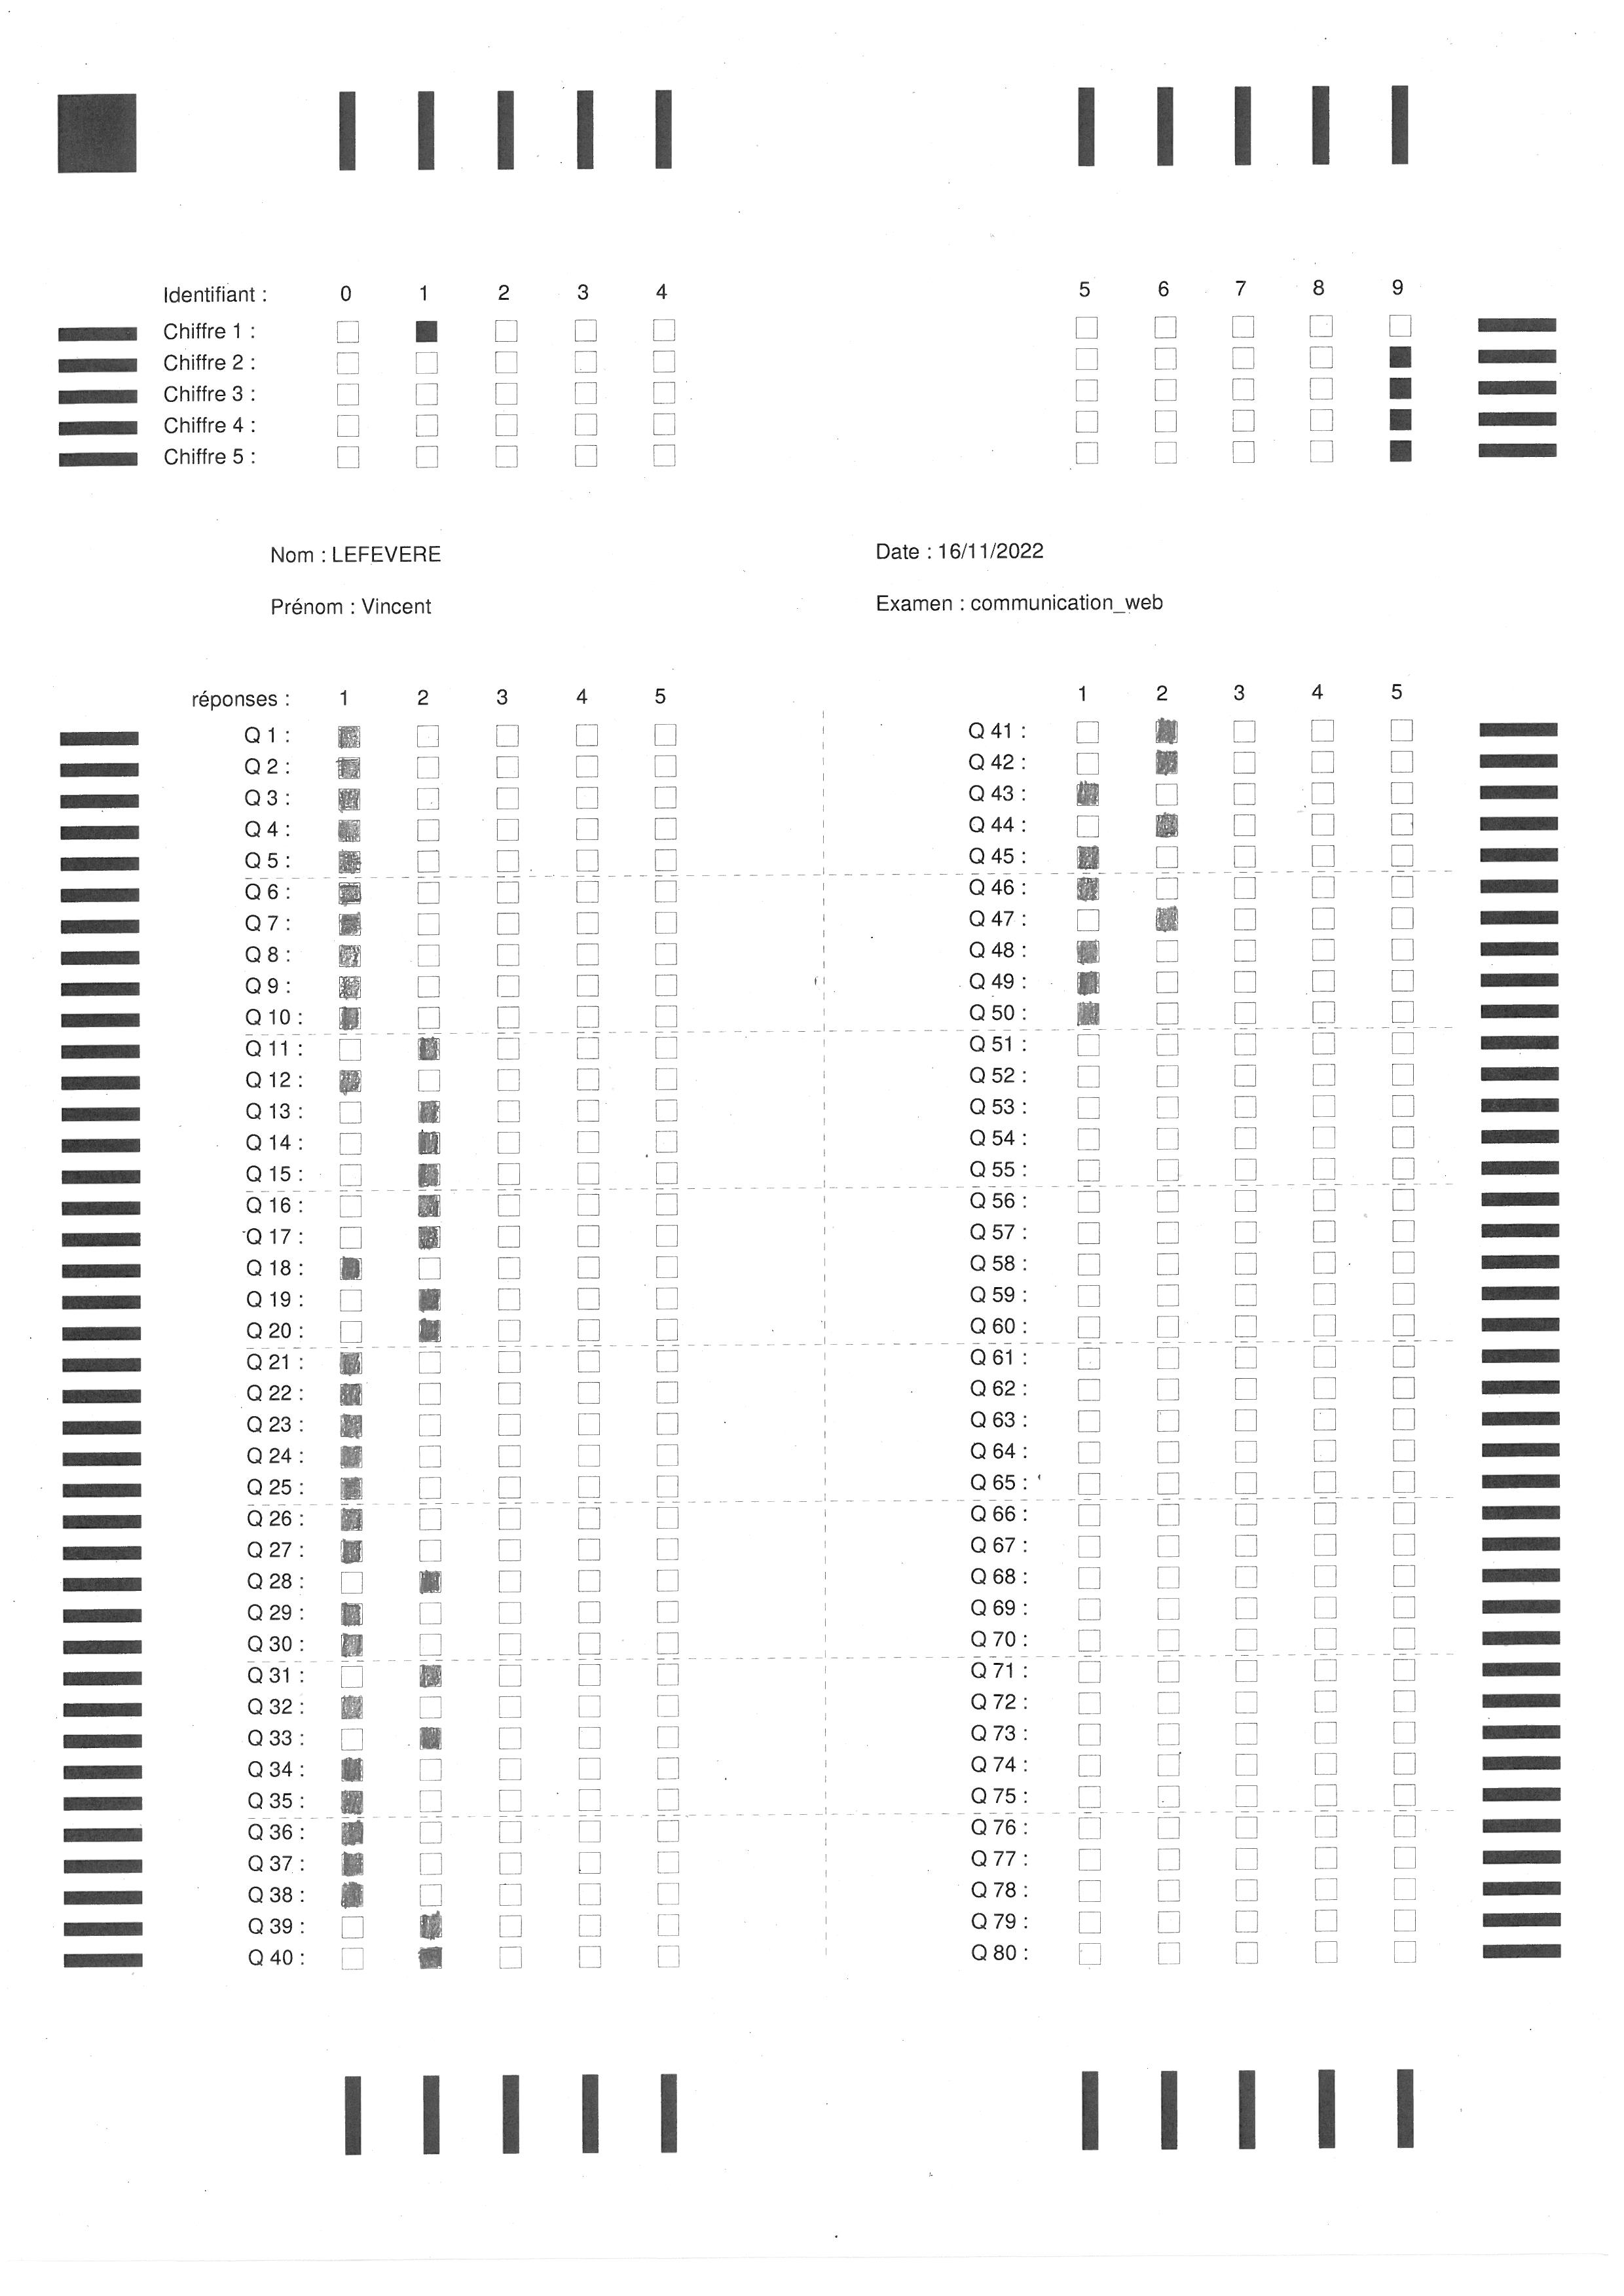 Identifiant : 0 1 2 3 4 5 6 7 8 9
Chiffre 1 :
Chiffre 2 :
Chiffre 3 :
Chiffre 4 :
Chiffre 5 :
Nom : LEFEVERE
Date : 16/11/2022
Prénom : Vincent
Examen : communication_web
réponses : 1 2 3 4 5
Q 1 :
Q 2 :
Q 3 :
Q 4 :
Q 5 :
Q 6 :
Q 7 :
Q 8 :
Q 9 :
Q 10 :
Q 11 :
Q 12 :
Q 13 :
Q 14 :
Q 15 :
Q 16 :
Q 17 :
Q 18 :
Q 19 :
Q 20 :
Q 21 :
Q 22 :
Q 23 :
Q 24 :
Q 25 :
Q 26 :
Q 27 :
Q 28 :
Q 29 :
Q 30 :
Q 31 :
Q 32 :
Q 33 :
Q 34 :
Q 35 :
Q 36 :
Q 37 :
Q 38 :
Q 39 :
Q 40 :
1 2 3 4 5
Q 41 :
Q 42 :
Q 43 :
Q 44 :
Q 45 :
Q 46 :
Q 47 :
Q 48 :
Q 49 :
Q 50 :
Q 51 :
Q 52 :
Q 53 :
Q 54 :
Q 55 :
Q 56 :
Q 57 :
Q 58 :
Q 59 :
Q 60 :
Q 61 :
Q 62 :
Q 63 :
Q 64 :
Q 65 :
Q 66 :
Q 67 :
Q 68 :
Q 69 :
Q 70 :
Q 71 :
Q 72 :
Q 73 :
Q 74 :
Q 75 :
Q 76 :
Q 77 :
Q 78 :
Q 79 :
Q 80 :